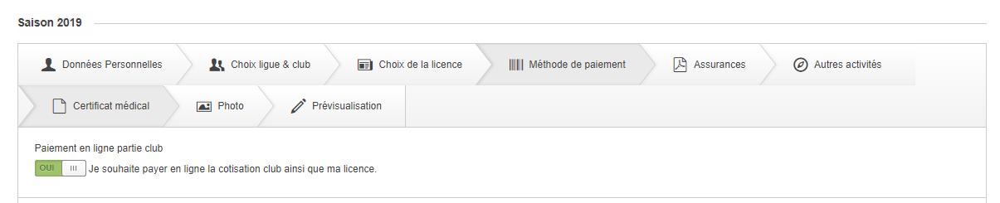 Saison 2019
Données Personnelles
Choix ligue & club
Choix de la licence
Méthode de paiement
Assurances
Autres activités
Certificat médical
Photo
Prévisualisation
Paiement en ligne partie club
OUI Je souhaite payer en ligne la cotisation club ainsi que ma licence.